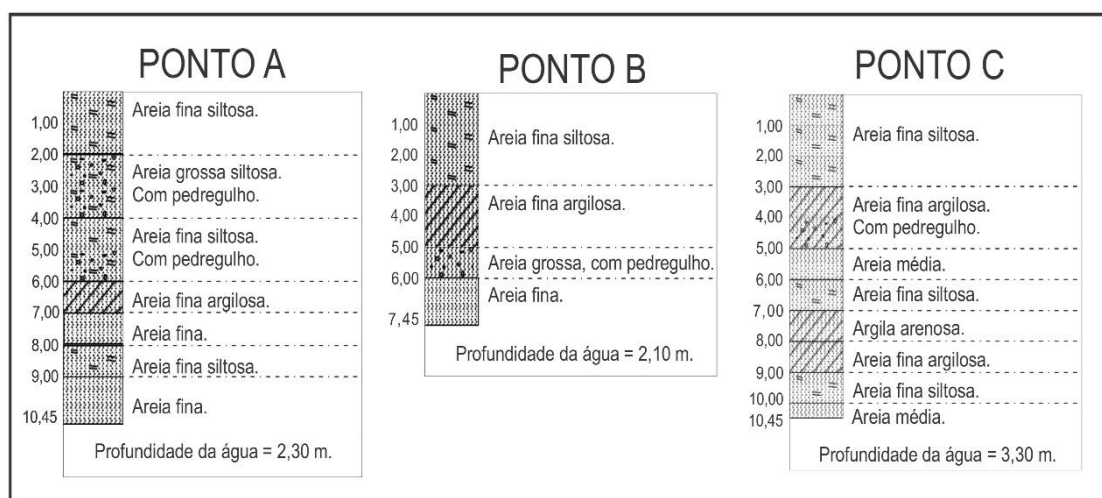 PONTO A
1,00
2,00
3,00
4,00
5,00
6,00
7,00
8,00
9,00
10,45
Areia fina siltosa.
Areia grossa siltosa.
Com pedregulho.
Areia fina siltosa.
Com pedregulho.
Areia fina argilosa.
Areia fina.
Areia fina siltosa.
Areia fina.
Profundidade da água = 2,30 m.
PONTO B
1,00
2,00
3,00
4,00
5,00
6,00
7,45
Areia fina siltosa.
Areia fina argilosa.
Areia grossa, com pedregulho.
Areia fina.
Profundidade da água = 2,10 m.
PONTO C
1,00
2,00
3,00
4,00
5,00
6,00
7,00
8,00
9,00
10,00
10,45
Areia fina siltosa.
Areia fina argilosa.
Com pedregulho.
Areia média.
Areia fina siltosa.
Argila arenosa.
Areia fina argilosa.
Areia fina siltosa.
Areia média.
Profundidade da água = 3,30 m.